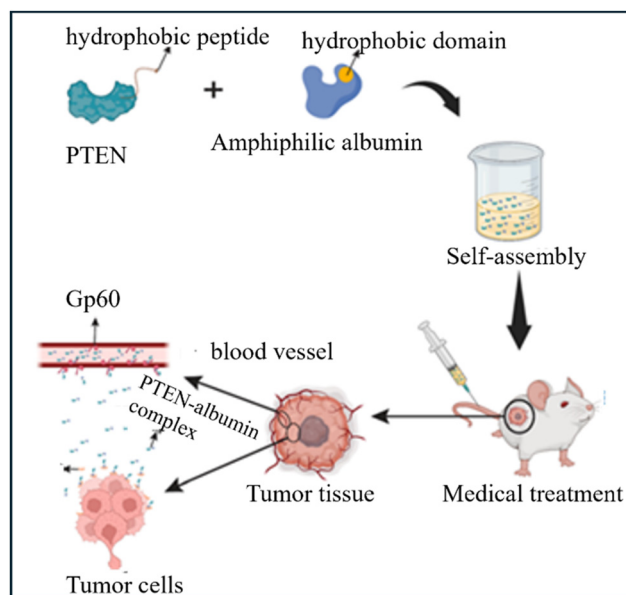 hydrophobic peptide
hydrophobic domain
+
PTEN
Amphiphilic albumin
Self-assembly
Gp60
blood vessel
PTEN-albumin
complex
Tumor tissue
Medical treatment
Tumor cells